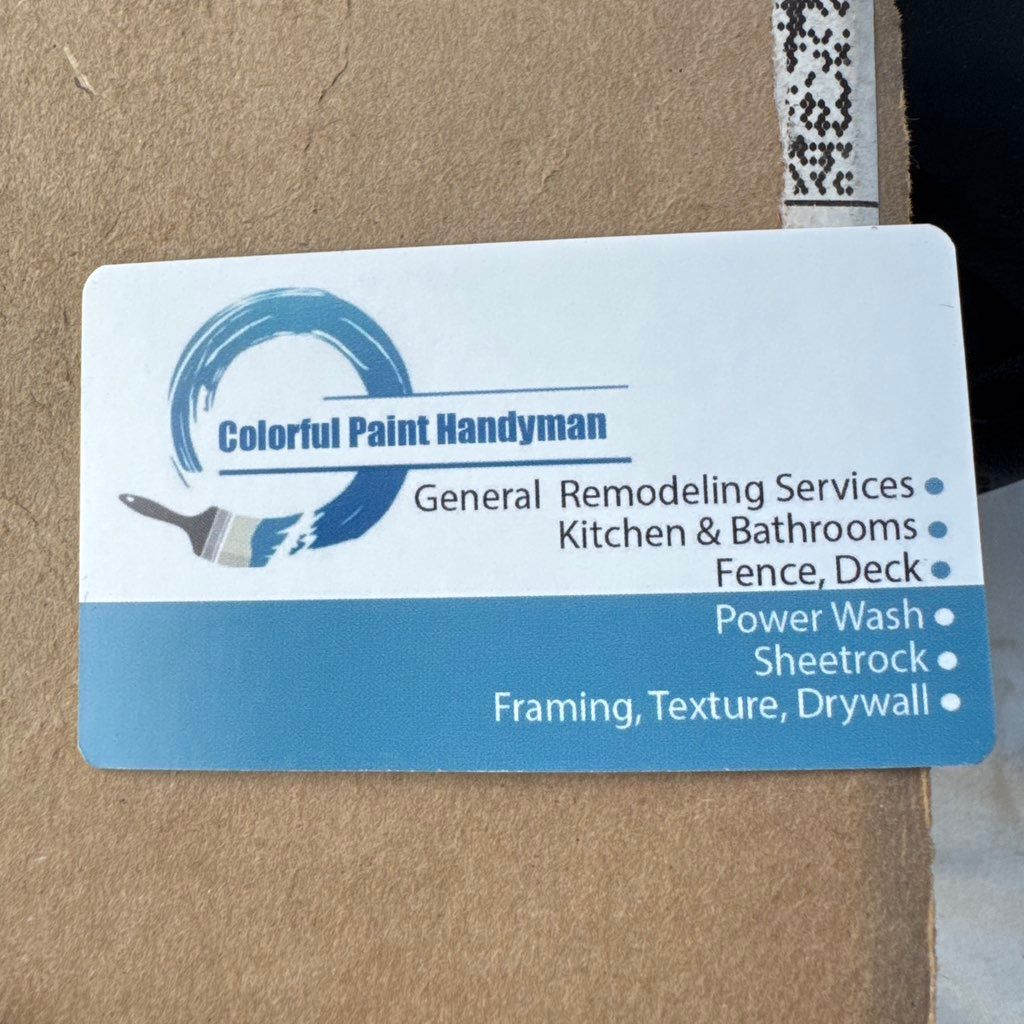 Colorful Paint Handyman
General Remodeling Services •
Kitchen & Bathrooms •
Fence, Deck •
Power Wash •
Sheetrock •
Framing, Texture, Drywall •